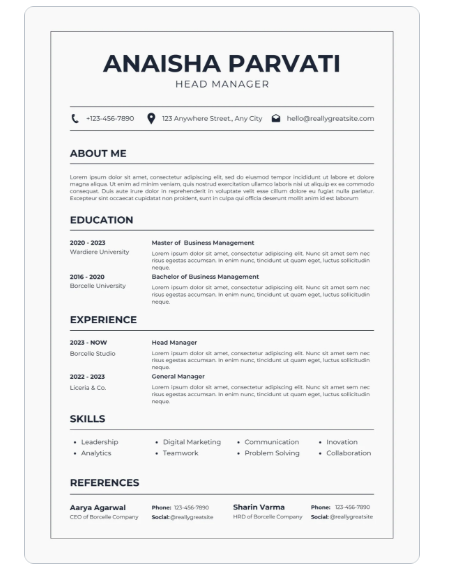 ANAISHA PARVATI
HEAD MANAGER
+123-456-7890 123 Anywhere Street., Any City hello@reallygreatsite.com
ABOUT ME
Lorem ipsum dolor sit amet, consectetur adipiscing elit, sed do eiusmod tempor incididunt ut labore et dolore
magna aliqua. Ut enim ad minim veniam, quis nostrud exercitation ullamco laboris nisi ut aliquip ex ea commodo
consequat. Duis aute irure dolor in reprehenderit in voluptate velit esse cillum dolore eu fugiat nulla pariatur.
Excepteur sint occaecat cupidatat non proident, sunt in culpa qui officia deserunt mollit anim id est laborum
EDUCATION
2020 - 2023 Master of Business Management
Wardiere University Lorem ipsum dolor sit amet, consectetur adipiscing elit. Nunc sit amet sem nec
risus egestas accumsan. In enim nunc, tincidunt ut quam eget, luctus sollicitudin
neque.
2016 - 2020 Bachelor of Business Management
Borcelle University Lorem ipsum dolor sit amet, consectetur adipiscing elit. Nunc sit amet sem nec
risus egestas accumsan. In enim nunc, tincidunt ut quam eget, luctus sollicitudin
neque.
EXPERIENCE
2023 - NOW Head Manager
Borcelle Studio Lorem ipsum dolor sit amet, consectetur adipiscing elit. Nunc sit amet sem nec
risus egestas accumsan. In enim nunc, tincidunt ut quam eget, luctus sollicitudin
neque.
2022 - 2023 General Manager
Liceria & Co. Lorem ipsum dolor sit amet, consectetur adipiscing elit. Nunc sit amet sem nec
risus egestas accumsan. In enim nunc, tincidunt ut quam eget, luctus sollicitudin
neque.
SKILLS
• Leadership • Digital Marketing • Communication • Inovation
• Analytics • Teamwork • Problem Solving • Collaboration
REFERENCES
Aarya Agarwal Phone: 123-456-7890 Sharin Varma Phone: 123-456-7890
CEO of Borcelle Company Social: @reallygreatsite HRD of Borcelle Company Social: @reallygreatsite